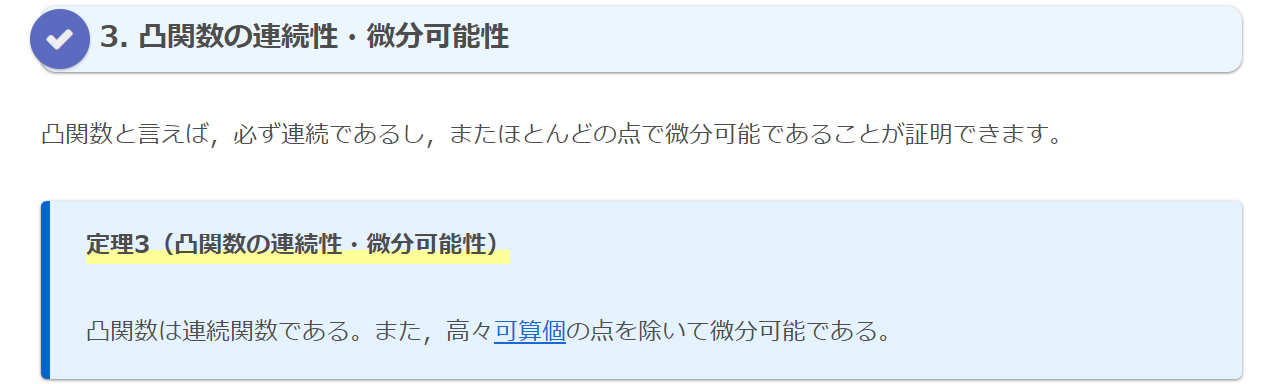 3. 凸関数の連続性・微分可能性
凸関数と言えば，必ず連続であるし，またほとんどの点で微分可能であることが証明できます。
定理3（凸関数の連続性・微分可能性）
凸関数は連続関数である。また，高々可算個の点を除いて微分可能である。